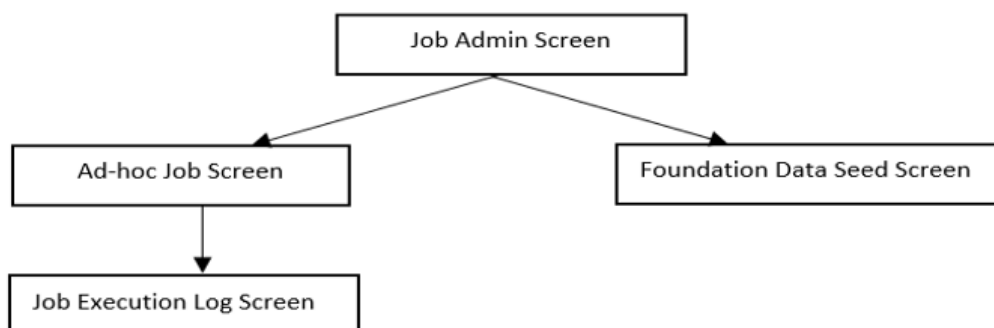 Job Admin Screen
Ad-hoc Job Screen
Foundation Data Seed Screen
Job Execution Log Screen